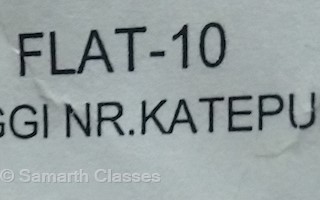 FLAT-10
GGI NR.KATEPU
© Samarth Classes